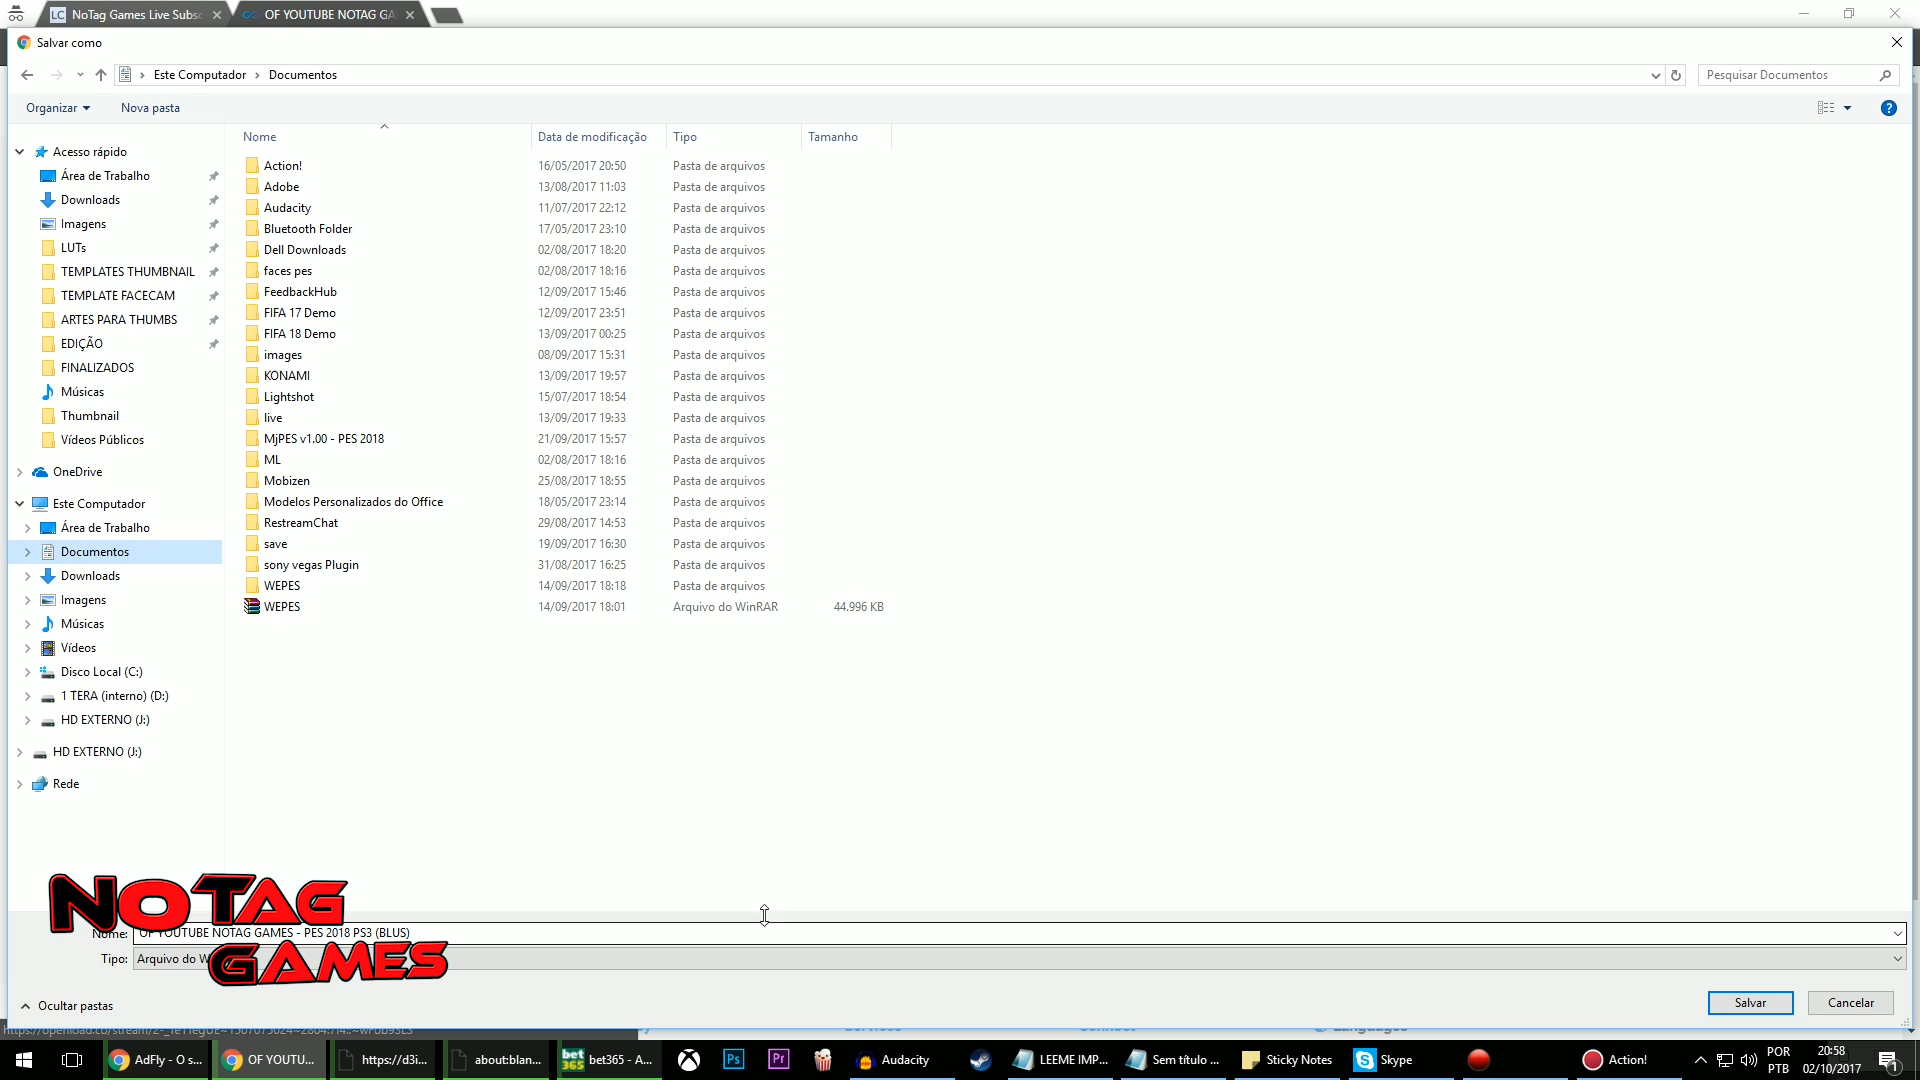 NoTag Games Live Subsc
OF YOUTUBE NOTAG GA
Salvar como
Este Computador > Documentos
Pesquisar Documentos
Organizar
Nova pasta
Nome
Data de modificação
Tipo
Tamanho
Acesso rápido
Área de Trabalho
Downloads
Imagens
LUTs
TEMPLATES THUMBNAIL
TEMPLATE FACECAM
ARTES PARA THUMBS
EDIÇÃO
FINALIZADOS
Músicas
Thumbnail
Vídeos Públicos
OneDrive
Este Computador
Área de Trabalho
Documentos
Downloads
Imagens
Músicas
Vídeos
Disco Local (C:)
1 TERA (interno) (D:)
HD EXTERNO (J:)
HD EXTERNO (J:)
Rede
Action! 16/05/2017 20:50 Pasta de arquivos
Adobe 13/08/2017 11:03 Pasta de arquivos
Audacity 11/07/2017 22:12 Pasta de arquivos
Bluetooth Folder 17/05/2017 23:10 Pasta de arquivos
Dell Downloads 02/08/2017 18:20 Pasta de arquivos
faces pes 02/08/2017 18:16 Pasta de arquivos
FeedbackHub 12/09/2017 15:46 Pasta de arquivos
FIFA 17 Demo 12/09/2017 23:51 Pasta de arquivos
FIFA 18 Demo 13/09/2017 00:25 Pasta de arquivos
images 08/09/2017 15:31 Pasta de arquivos
KONAMI 13/09/2017 19:57 Pasta de arquivos
Lightshot 15/07/2017 18:54 Pasta de arquivos
live 13/09/2017 19:33 Pasta de arquivos
MjPES v1.00 - PES 2018 21/09/2017 15:57 Pasta de arquivos
ML 02/08/2017 18:16 Pasta de arquivos
Mobizen 25/08/2017 18:55 Pasta de arquivos
Modelos Personalizados do Office 18/05/2017 23:14 Pasta de arquivos
RestreamChat 29/08/2017 14:53 Pasta de arquivos
save 19/09/2017 16:30 Pasta de arquivos
sony vegas Plugin 31/08/2017 16:25 Pasta de arquivos
WEPES 14/09/2017 18:18 Pasta de arquivos
WEPES 14/09/2017 18:01 Arquivo do WinRAR 44.996 KB
NoTag
Games
Nome: OF YOUTUBE NOTAG GAMES - PES 2018 PS3 (BLUS)
Tipo: Arquivo do W
Ocultar pastas
Salvar
Cancelar
AdFly - O s...
OF YOUTU...
https://d3i...
about:blan...
bet365 - A...
Audacity
LEEME IMP...
Sem título ...
Sticky Notes
Skype
Action!
POR
PTB
20:58
02/10/2017
1